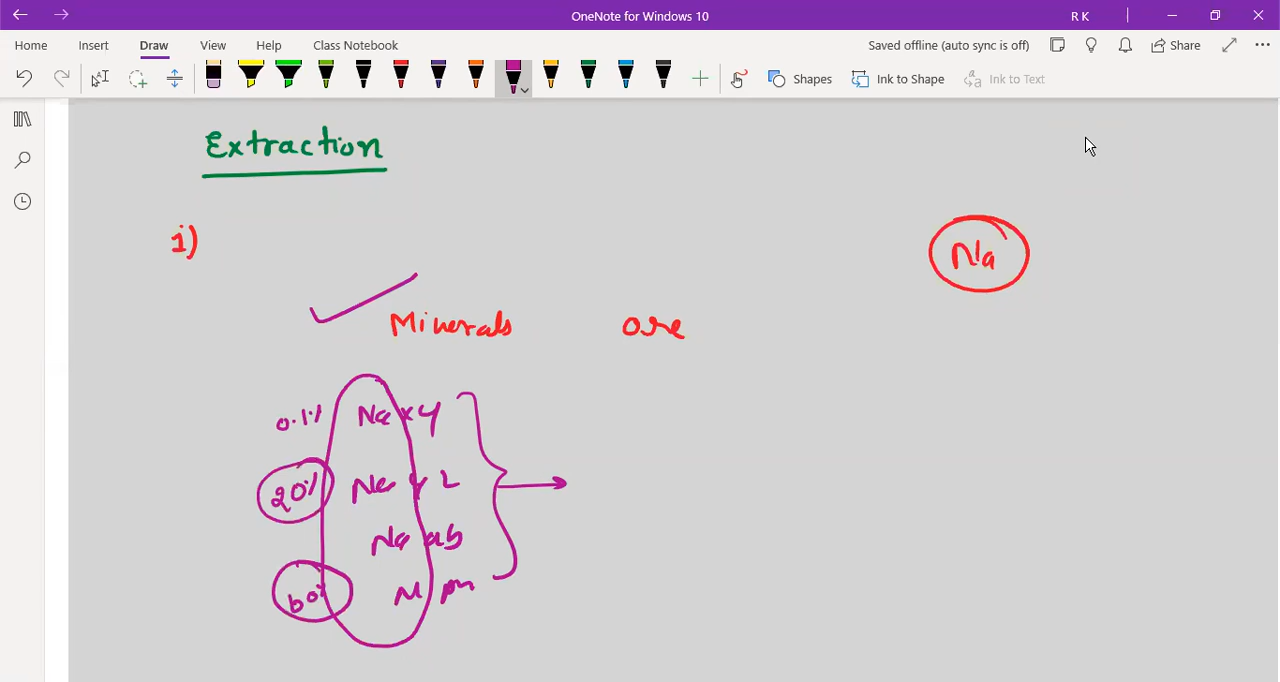 OneNote for Windows 10
R K
Home Insert Draw View Help Class Notebook
Saved offline (auto sync is off) Share
Ink to Shape Shapes Ink to Text
Extraction
1)
Na
Minerals ore
0.1% Na x y
20% Na y z
Na ab
60%